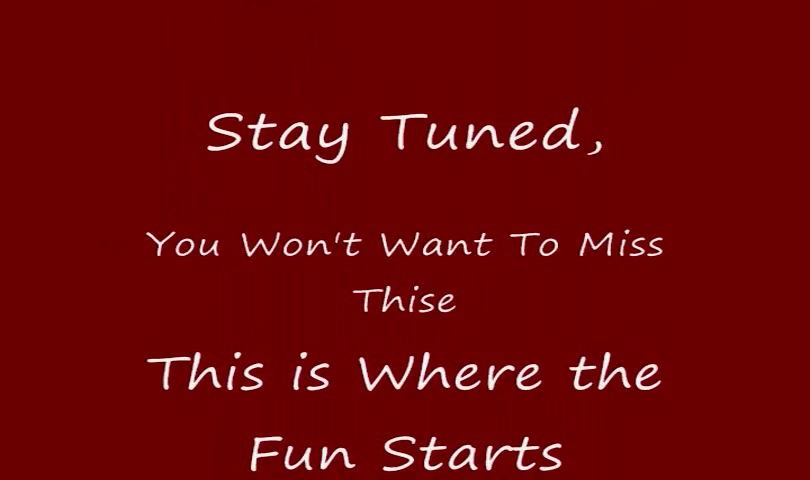 Stay Tuned,
You Won't Want To Miss
Thise
This is Where the
Fun Starts